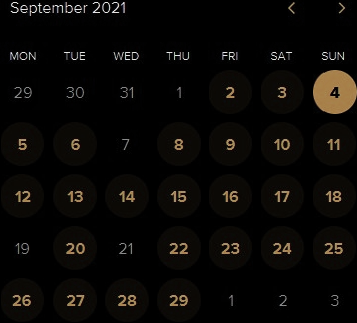 September 2021
MON TUE WED THU FRI SAT SUN
29 30 31 1 2 3 4
5 6 7 8 9 10 11
12 13 14 15 16 17 18
19 20 21 22 23 24 25
26 27 28 29 1 2 3